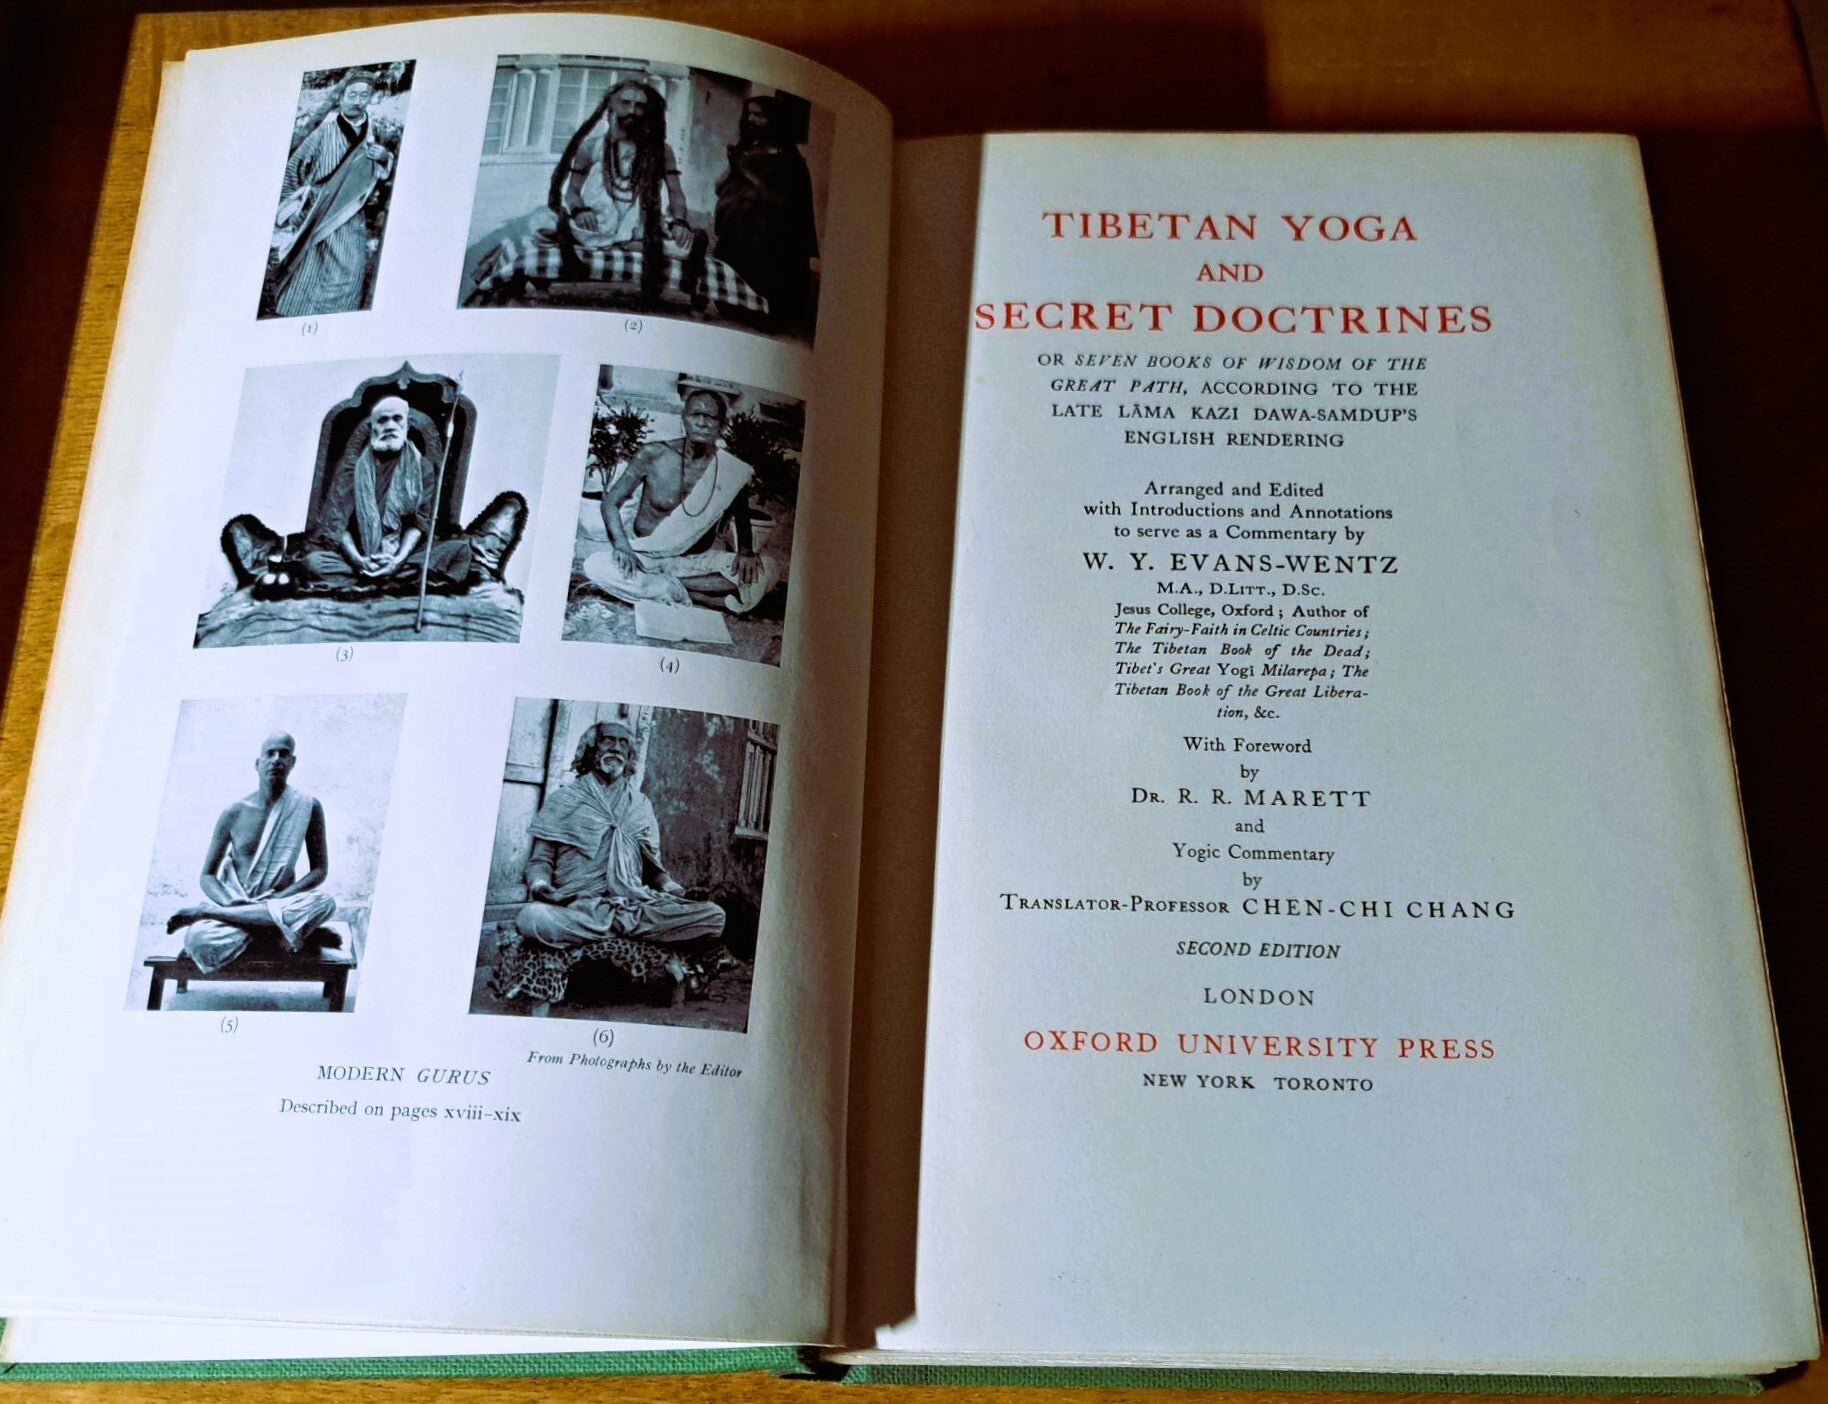 (1)
(2)
(3)
(4)
(5)
(6)
From Photographs by the Editor
MODERN GURUS
Described on pages xviii–xix
TIBETAN YOGA
AND
SECRET DOCTRINES
OR SEVEN BOOKS OF WISDOM OF THE
GREAT PATH, ACCORDING TO THE
LATE LĀMA KAZI DAWA-SAMDUP'S
ENGLISH RENDERING
Arranged and Edited
with Introductions and Annotations
to serve as a Commentary by
W. Y. EVANS-WENTZ
M.A., D.LITT., D.Sc.
Jesus College, Oxford; Author of
The Fairy-Faith in Celtic Countries;
The Tibetan Book of the Dead;
Tibet's Great Yogī Milarepa; The
Tibetan Book of the Great Libera-
tion, &c.
With Foreword
by
DR. R. R. MARETT
and
Yogic Commentary
by
TRANSLATOR-PROFESSOR CHEN-CHI CHANG
SECOND EDITION
LONDON
OXFORD UNIVERSITY PRESS
NEW YORK TORONTO